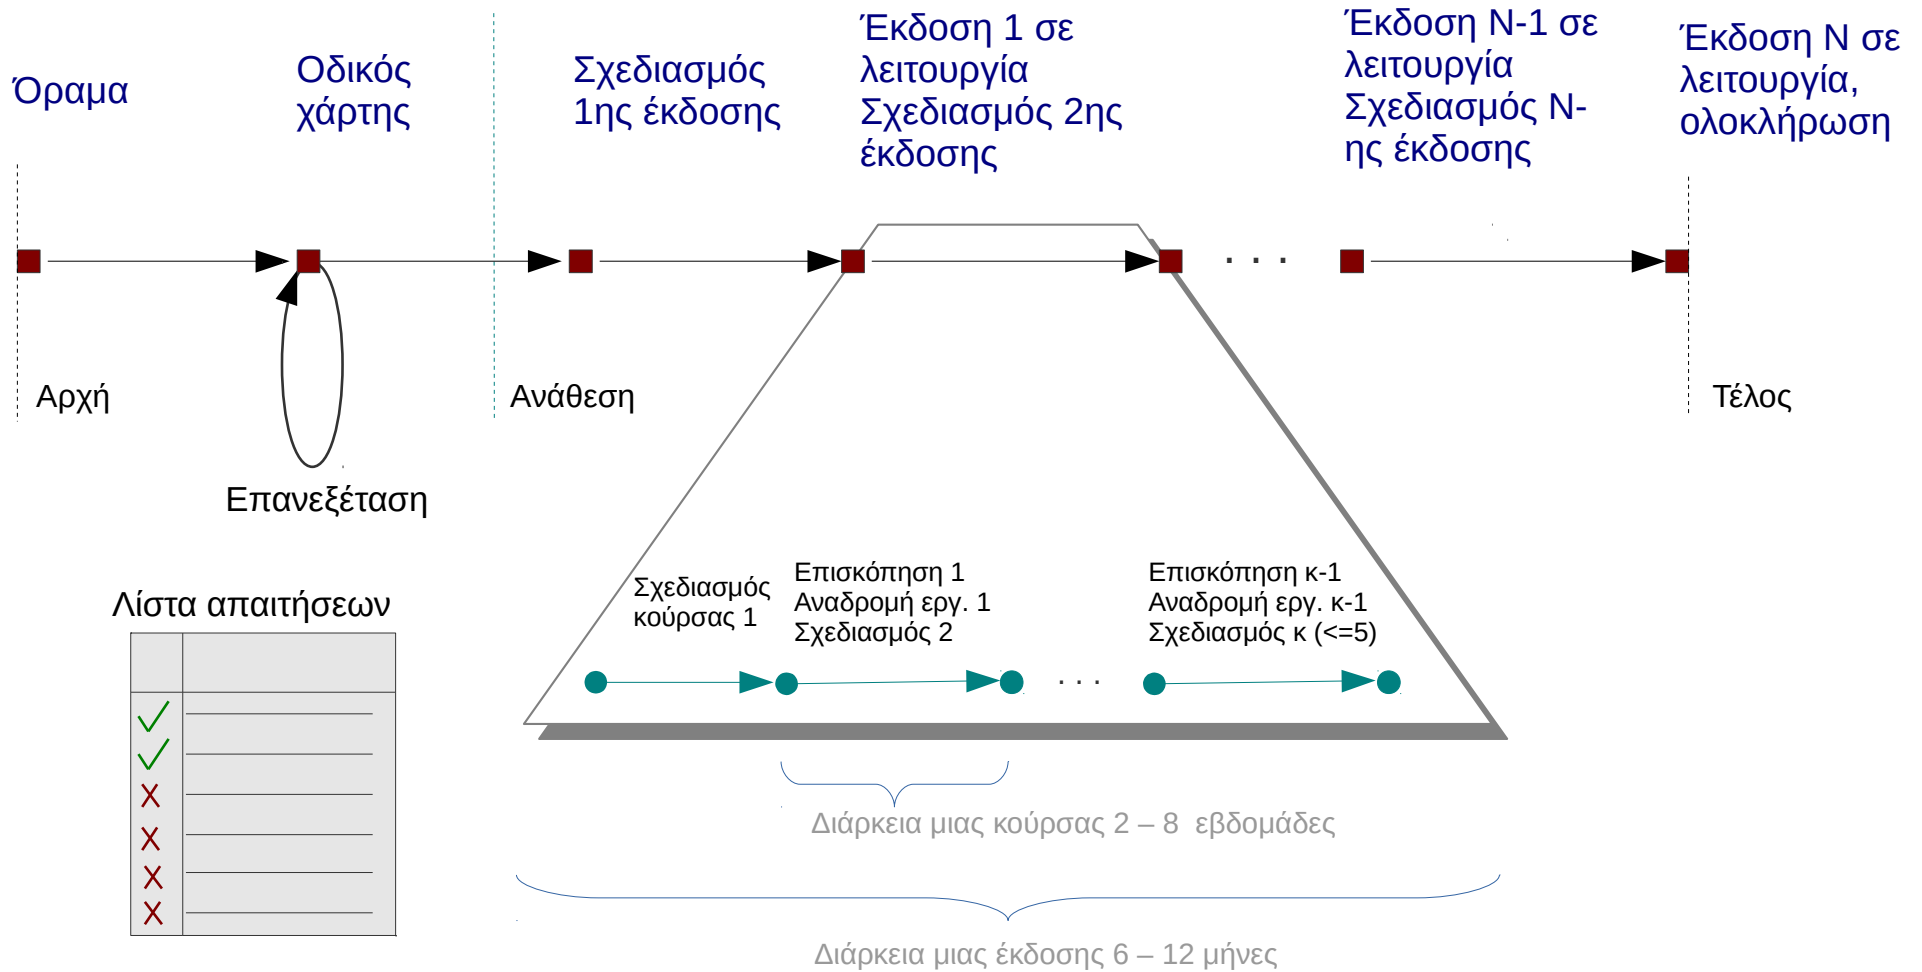 Όραμα
Οδικός
χάρτης
Σχεδιασμός
1ης έκδοσης
Έκδοση 1 σε
λειτουργία
Σχεδιασμός 2ης
έκδοσης
Έκδοση N-1 σε
λειτουργία
Σχεδιασμός N-
ης έκδοσης
Έκδοση N σε
λειτουργία,
ολοκλήρωση
. . .
Αρχή
Ανάθεση
Τέλος
Επανεξέταση
Λίστα απαιτήσεων
Σχεδιασμός
κούρσας 1
Επισκόπηση 1
Αναδρομή εργ. 1
Σχεδιασμός 2
Επισκόπηση κ-1
Αναδρομή εργ. κ-1
Σχεδιασμός κ (<=5)
. . .
Διάρκεια μιας κούρσας 2 – 8 εβδομάδες
Διάρκεια μιας έκδοσης 6 – 12 μήνες